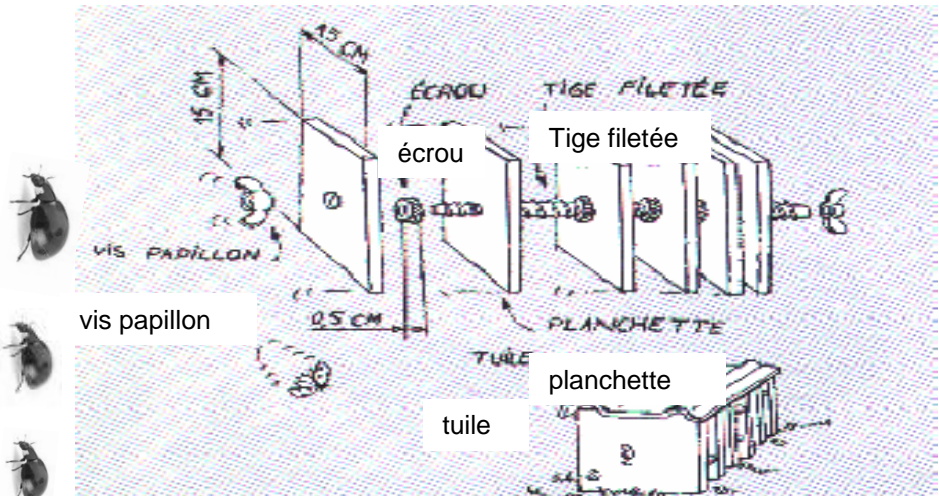 15 CM
15 CM
ÉCROU
TIGE FILETÉE
écrou
Tige filetée
VIS PAPILLON
vis papillon
0,5 CM
PLANCHETTE
TUILE
planchette
tuile